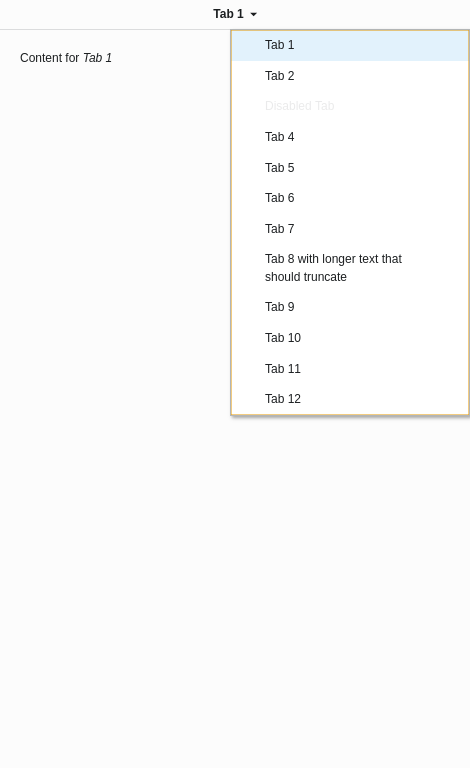 Tab 1
Content for Tab 1
Tab 1
Tab 2
Disabled Tab
Tab 4
Tab 5
Tab 6
Tab 7
Tab 8 with longer text that
should truncate
Tab 9
Tab 10
Tab 11
Tab 12